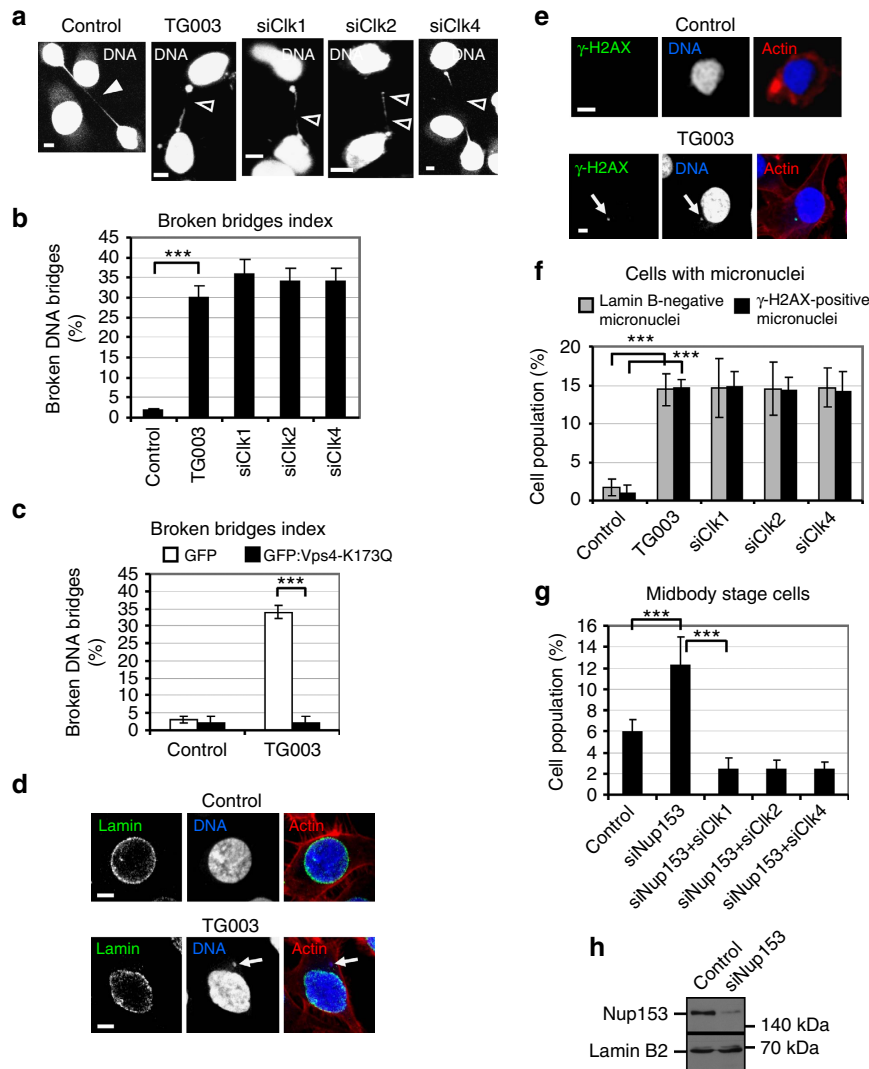 a
Control TG003 siClk1 siClk2 siClk4
DNA DNA DNA DNA DNA
b
Broken bridges index
***
Broken DNA bridges
(%)
45
40
35
30
25
20
15
10
5
0
Control TG003 siClk1 siClk2 siClk4
c
Broken bridges index
GFP GFP:Vps4-K173Q
***
Broken DNA bridges
(%)
45
40
35
30
25
20
15
10
5
0
Control TG003
d
Control
Lamin DNA Actin
TG003
Lamin DNA Actin
e
Control
γ-H2AX DNA Actin
TG003
γ-H2AX DNA Actin
f
Cells with micronuclei
Lamin B-negative
micronuclei
γ-H2AX-positive
micronuclei
***
***
Cell population (%)
20
15
10
5
0
Control TG003 siClk1 siClk2 siClk4
g
Midbody stage cells
***
***
Cell population (%)
16
14
12
10
8
6
4
2
0
Control siNup153 siNup153+siClk1 siNup153+siClk2 siNup153+siClk4
h
Control siNup153
Nup153
140 kDa
Lamin B2
70 kDa